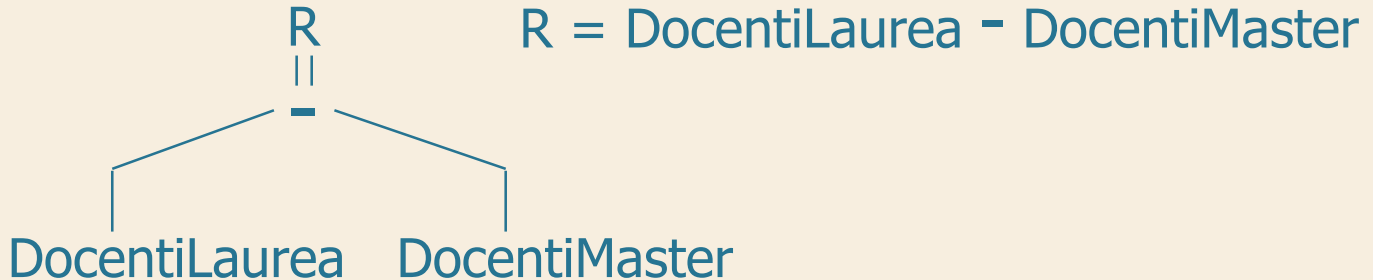 R
R = DocentiLaurea - DocentiMaster
=
-
DocentiLaurea DocentiMaster